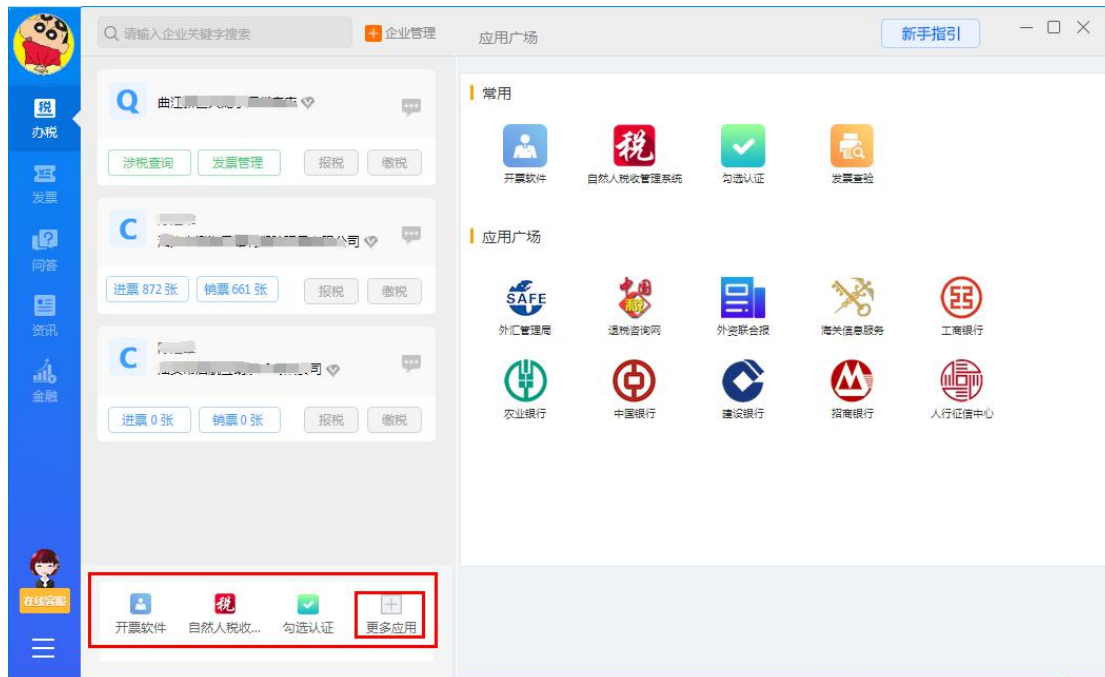 请输入企业关键字搜索
企业管理
应用广场
新手指引
税
办税
发票
问答
资讯
金融
在线客服
Q
曲江
涉税查询 发票管理 报税 缴税
C
公司
进票 872 张 销票 661 张 报税 缴税
C
司
进票 0 张 销票 0 张 报税 缴税
开票软件 自然人税收... 勾选认证 更多应用
常用
税
开票软件 自然人税收管理系统 勾选认证 发票查验
应用广场
SAFE
外汇管理局 退税咨询网 外资联合报 海关信息服务 工商银行
农业银行 中国银行 建设银行 招商银行 人行征信中心